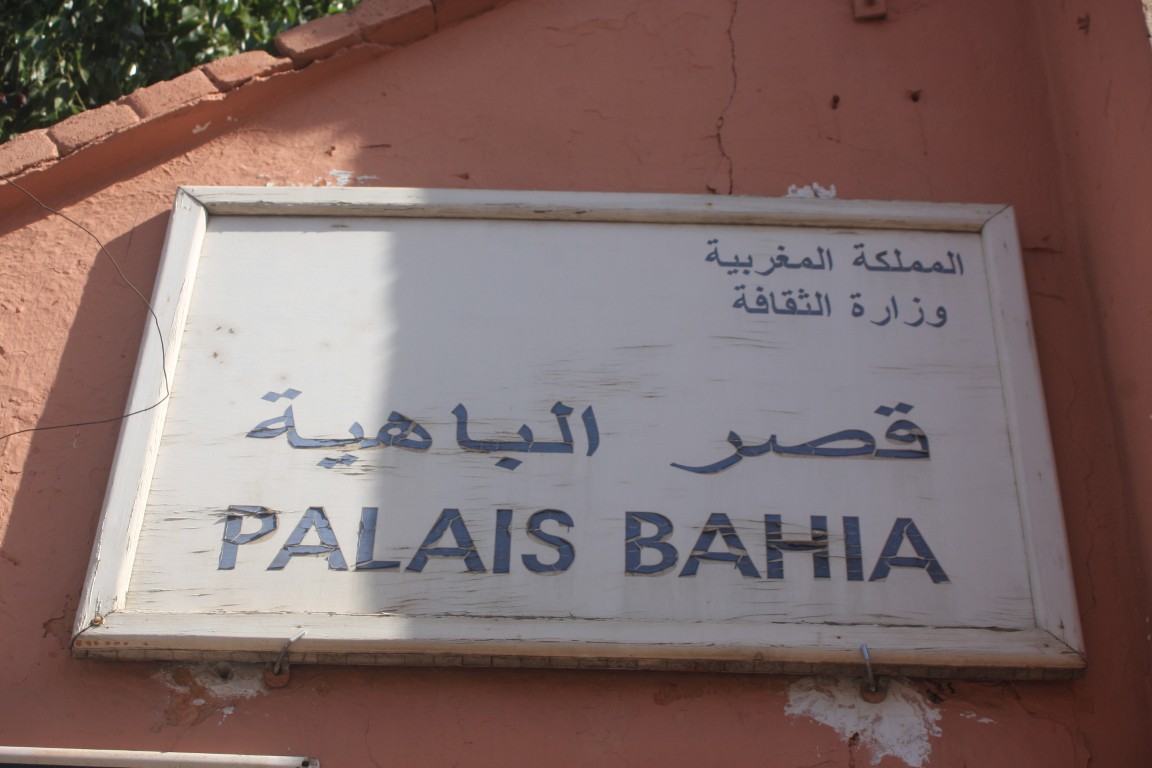 المملكة المغربية
وزارة الثقافة
قصر الباهية
PALAIS BAHIA